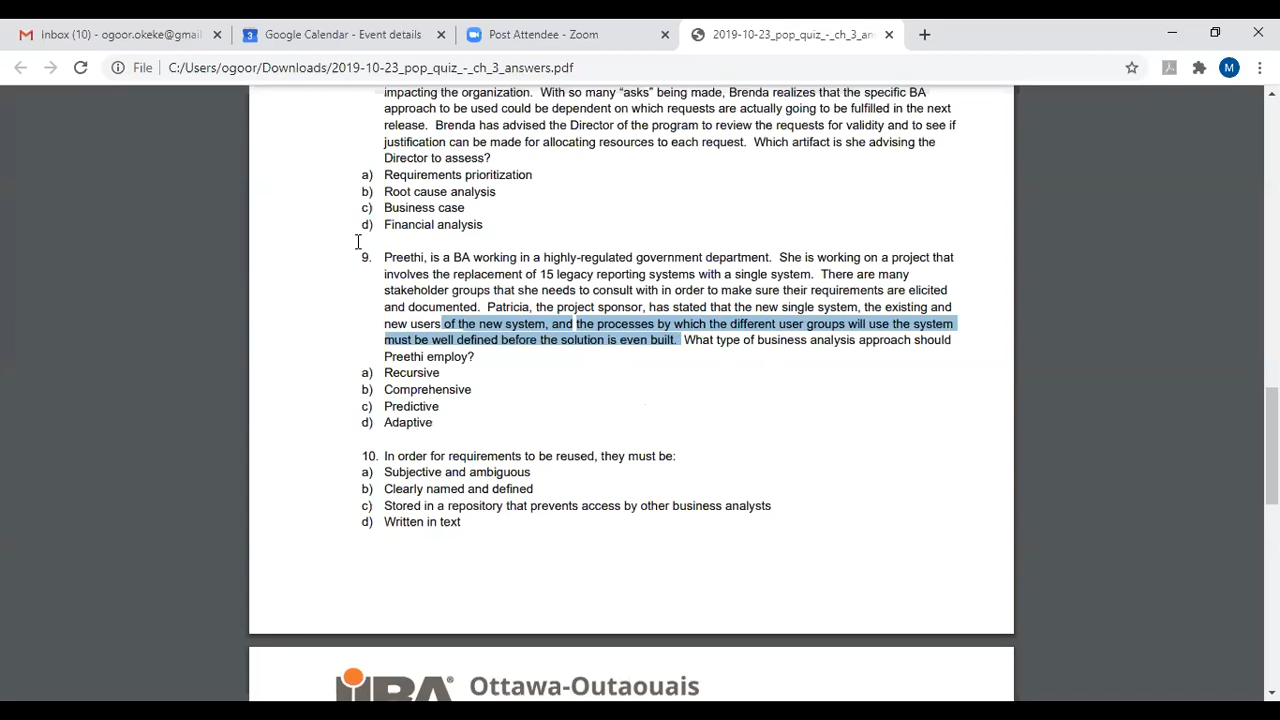 Inbox (10) - ogoor.okeke@gmail
Google Calendar - Event details
Post Attendee - Zoom
2019-10-23_pop_quiz_-_ch_3_an
File C:/Users/ogoor/Downloads/2019-10-23_pop_quiz_-_ch_3_answers.pdf
M
impacting the organization. With so many “asks” being made, Brenda realizes that the specific BA
approach to be used could be dependent on which requests are actually going to be fulfilled in the next
release. Brenda has advised the Director of the program to review the requests for validity and to see if
justification can be made for allocating resources to each request. Which artifact is she advising the
Director to assess?
a) Requirements prioritization
b) Root cause analysis
c) Business case
d) Financial analysis
9. Preethi, is a BA working in a highly-regulated government department. She is working on a project that
involves the replacement of 15 legacy reporting systems with a single system. There are many
stakeholder groups that she needs to consult with in order to make sure their requirements are elicited
and documented. Patricia, the project sponsor, has stated that the new single system, the existing and
new users of the new system, and the processes by which the different user groups will use the system
must be well defined before the solution is even built. What type of business analysis approach should
Preethi employ?
a) Recursive
b) Comprehensive
c) Predictive
d) Adaptive
10. In order for requirements to be reused, they must be:
a) Subjective and ambiguous
b) Clearly named and defined
c) Stored in a repository that prevents access by other business analysts
d) Written in text
IIBA Ottawa-Outaouais